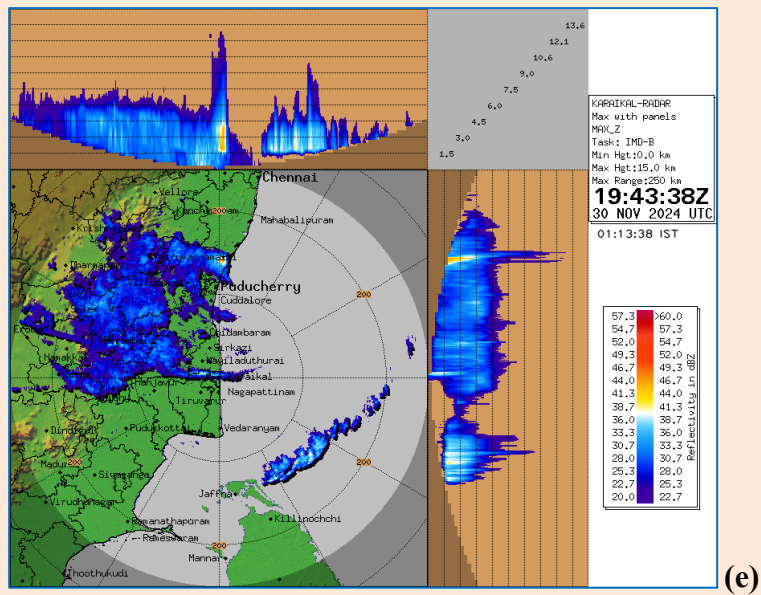 13.6
12.1
10.6
9.0
7.5
6.0
4.5
3.0
1.5
KARAIKAL-RADAR
Max with panels
MAX_Z
Task: IMD-B
Min Hgt:0.0 km
Max Hgt:15.0 km
Max Range:250 km
19:43:38Z
30 NOV 2024 UTC
01:13:38 IST
Chennai
Vellore
200
Mahabalipuram
Puducherry
Cuddalore
200
Chidambaram
Sirkazi
Mayiladuthurai
Namakkal
Thanjavur
Nagapattinam
Tiruvarur
Pudukkottai
Vedaranyam
200
200
Sivaganga
Jaffna
Virudhunagar
Killinochchi
Ramanathapuram
Rameswaram
200
Mannar
Thoothukudi
57.3 >60.0
54.7 57.3
52.0 54.7
49.3 52.0
46.7 49.3
44.0 46.7
41.3 44.0
38.7 41.3
36.0 38.7
33.3 36.0
30.7 33.3
28.0 30.7
25.3 28.0
22.7 25.3
20.0 22.7
Reflectivity in dBZ
(e)